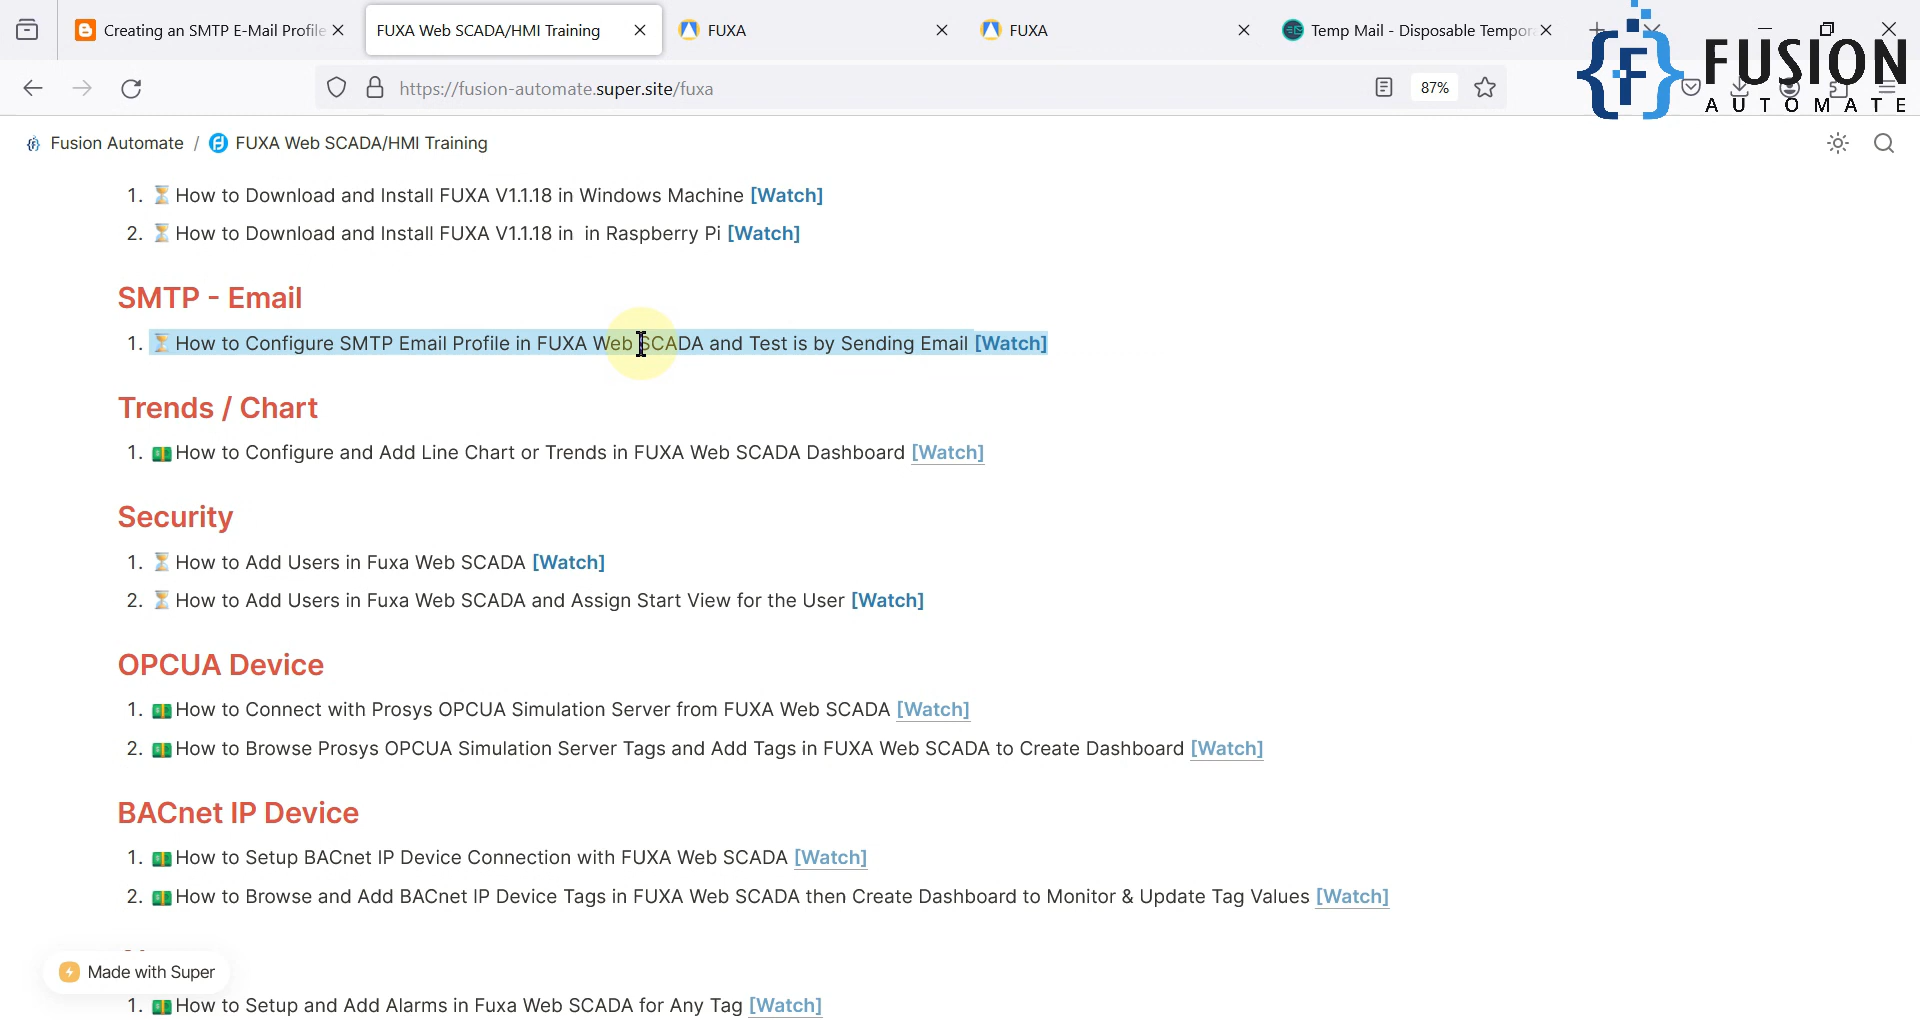 Creating an SMTP E-Mail Profile
FUXA Web SCADA/HMI Training
FUXA
FUXA
Temp Mail - Disposable Tempor
https://fusion-automate.super.site/fuxa
87%
FUSION
AUTOMATE
Fusion Automate / FUXA Web SCADA/HMI Training
1. How to Download and Install FUXA V1.1.18 in Windows Machine [Watch]
2. How to Download and Install FUXA V1.1.18 in in Raspberry Pi [Watch]
SMTP - Email
1. How to Configure SMTP Email Profile in FUXA Web SCADA and Test is by Sending Email [Watch]
Trends / Chart
1. How to Configure and Add Line Chart or Trends in FUXA Web SCADA Dashboard [Watch]
Security
1. How to Add Users in Fuxa Web SCADA [Watch]
2. How to Add Users in Fuxa Web SCADA and Assign Start View for the User [Watch]
OPCUA Device
1. How to Connect with Prosys OPCUA Simulation Server from FUXA Web SCADA [Watch]
2. How to Browse Prosys OPCUA Simulation Server Tags and Add Tags in FUXA Web SCADA to Create Dashboard [Watch]
BACnet IP Device
1. How to Setup BACnet IP Device Connection with FUXA Web SCADA [Watch]
2. How to Browse and Add BACnet IP Device Tags in FUXA Web SCADA then Create Dashboard to Monitor & Update Tag Values [Watch]
Made with Super
1. How to Setup and Add Alarms in Fuxa Web SCADA for Any Tag [Watch]